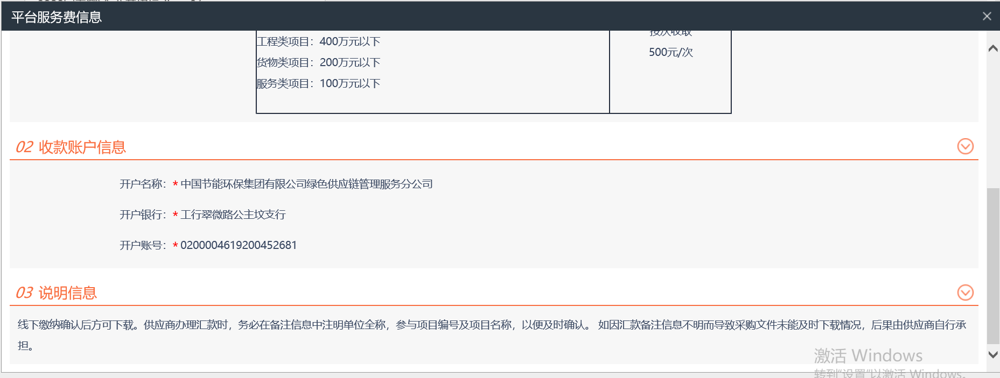 平台服务费信息
按次收取
工程类项目：400万元以下
500元/次
货物类项目：200万元以下
服务类项目：100万元以下
02 收款账户信息
开户名称：* 中国节能环保集团有限公司绿色供应链管理服务分公司
开户银行：* 工行翠微路公主坟支行
开户账号：* 0200004619200452681
03 说明信息
线下缴纳确认后方可下载。供应商办理汇款时，务必在备注信息中注明单位全称，参与项目编号及项目名称，以便及时确认。 如因汇款备注信息不明而导致采购文件未能及时下载情况，后果由供应商自行承
担。
激活 Windows
转到"设置"以激活 Windows。